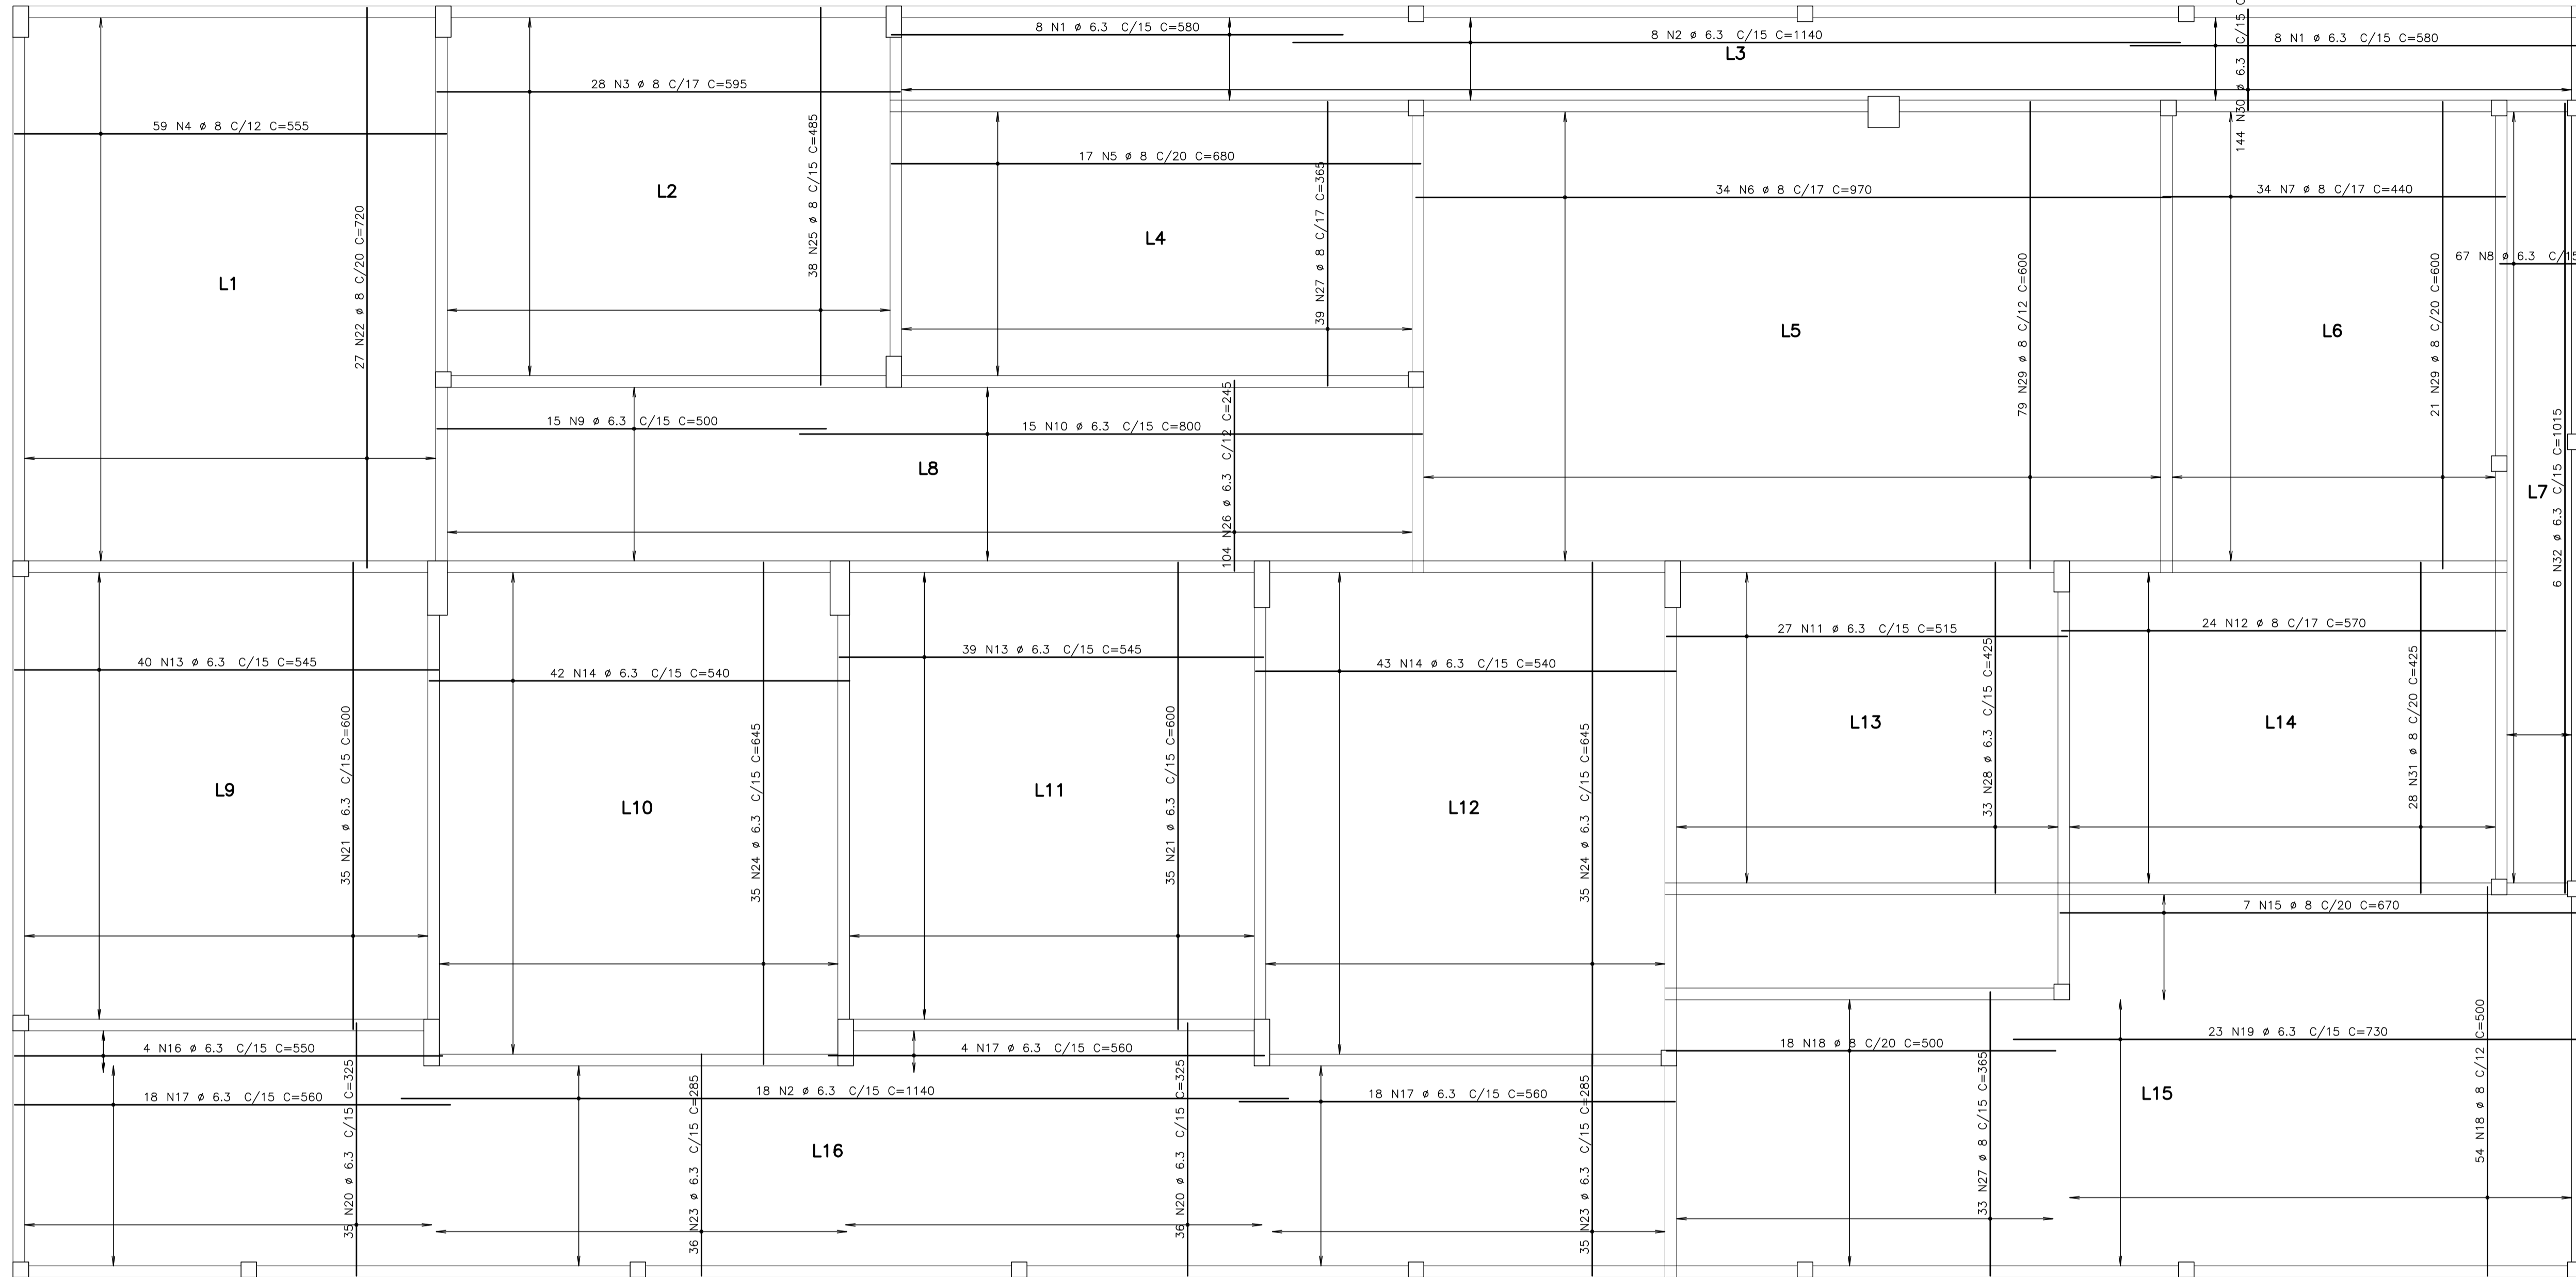 8 N1 ø 6.3 C/15 C=580
8 N2 ø 6.3 C/15 C=1140
8 N1 ø 6.3 C/15 C=580
L3
144 N30 ø 6.3 C/15
28 N3 ø 8 C/17 C=595
59 N4 ø 8 C/12 C=555
17 N5 ø 8 C/20 C=680
34 N6 ø 8 C/17 C=970
34 N7 ø 8 C/17 C=440
67 N8 ø 6.3 C/15
L1
27 N22 ø 8 C/20 C=720
L2
38 N25 ø 8 C/15 C=485
L4
39 N27 ø 8 C/17 C=365
L5
79 N29 ø 8 C/12 C=600
L6
21 N29 ø 8 C/20 C=600
L7
6 N32 ø 6.3 C/15 C=1015
15 N9 ø 6.3 C/15 C=500
15 N10 ø 6.3 C/15 C=800
L8
104 N26 ø 6.3 C/12 C=245
27 N11 ø 6.3 C/15 C=515
24 N12 ø 8 C/17 C=570
40 N13 ø 6.3 C/15 C=545
42 N14 ø 6.3 C/15 C=540
39 N13 ø 6.3 C/15 C=545
43 N14 ø 6.3 C/15 C=540
L9
35 N21 ø 6.3 C/15 C=600
L10
35 N24 ø 6.3 C/15 C=645
L11
35 N21 ø 6.3 C/15 C=600
L12
35 N24 ø 6.3 C/15 C=645
L13
33 N28 ø 6.3 C/15 C=425
L14
28 N31 ø 8 C/20 C=425
7 N15 ø 8 C/20 C=670
4 N16 ø 6.3 C/15 C=550
4 N17 ø 6.3 C/15 C=560
18 N18 ø 8 C/20 C=500
23 N19 ø 6.3 C/15 C=730
18 N17 ø 6.3 C/15 C=560
18 N2 ø 6.3 C/15 C=1140
18 N17 ø 6.3 C/15 C=560
L15
L16
35 N20 ø 6.3 C/15 C=325
36 N23 ø 6.3 C/15 C=285
36 N20 ø 6.3 C/15 C=325
35 N23 ø 6.3 C/15 C=285
33 N27 ø 8 C/15 C=365
54 N18 ø 8 C/12 C=500